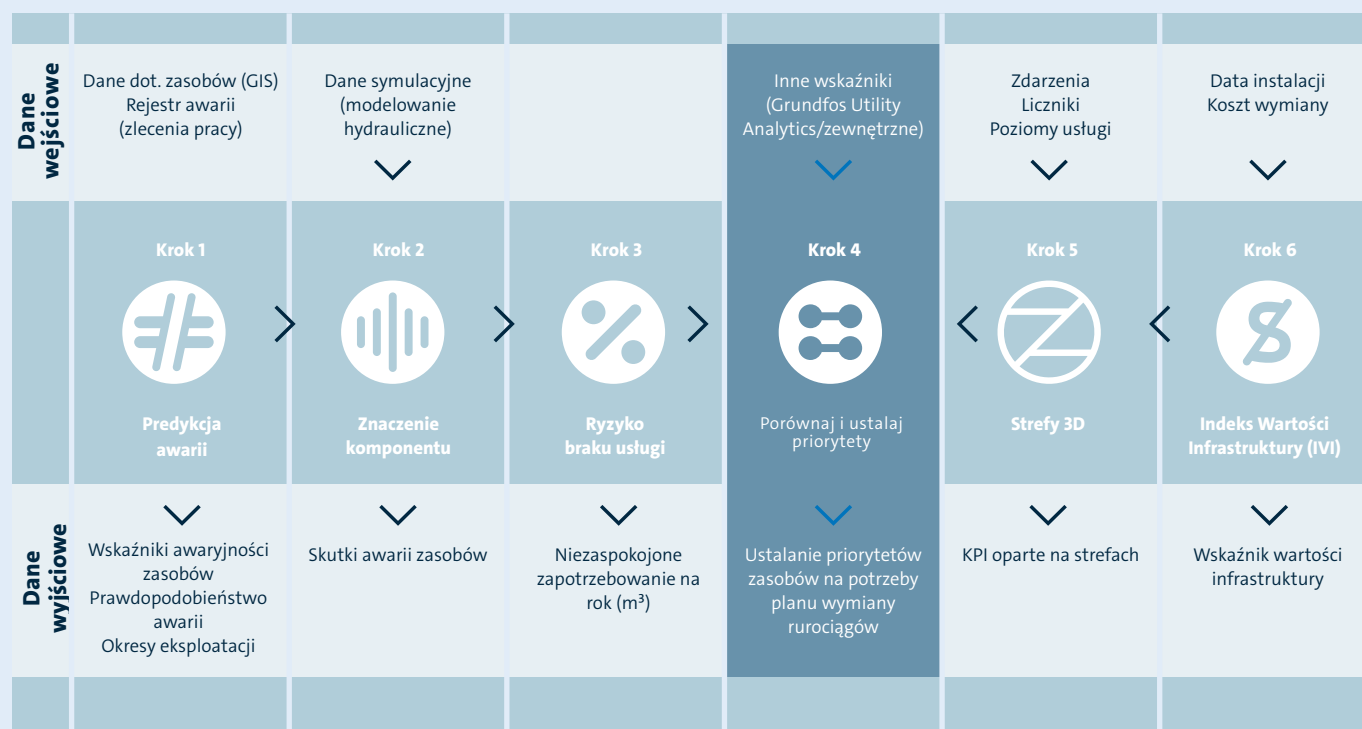 Dane
wejściowe
Dane dot. zasobów (GIS)
Rejestr awarii
(zlecenia pracy)
Dane symulacyjne
(modelowanie
hydrauliczne)
Inne wskaźniki
(Grundfos Utility
Analytics/zewnętrzne)
Zdarzenia
Liczniki
Poziomy usługi
Data instalacji
Koszt wymiany
Krok 1
Predykcja
awarii
Krok 2
Znaczenie
komponentu
Krok 3
Ryzyko
braku usługi
Krok 4
Porównaj i ustalaj
priorytety
Krok 5
Strefy 3D
Krok 6
Indeks Wartości
Infrastruktury (IVI)
Dane
wyjściowe
Wskaźniki awaryjności
zasobów
Prawdopodobieństwo
awarii
Okresy eksploatacji
Skutki awarii zasobów
Niezaspokojone
zapotrzebowanie na
rok (m³)
Ustalanie priorytetów
zasobów na potrzeby
planu wymiany
rurociągów
KPI oparte na strefach
Wskaźnik wartości
infrastruktury